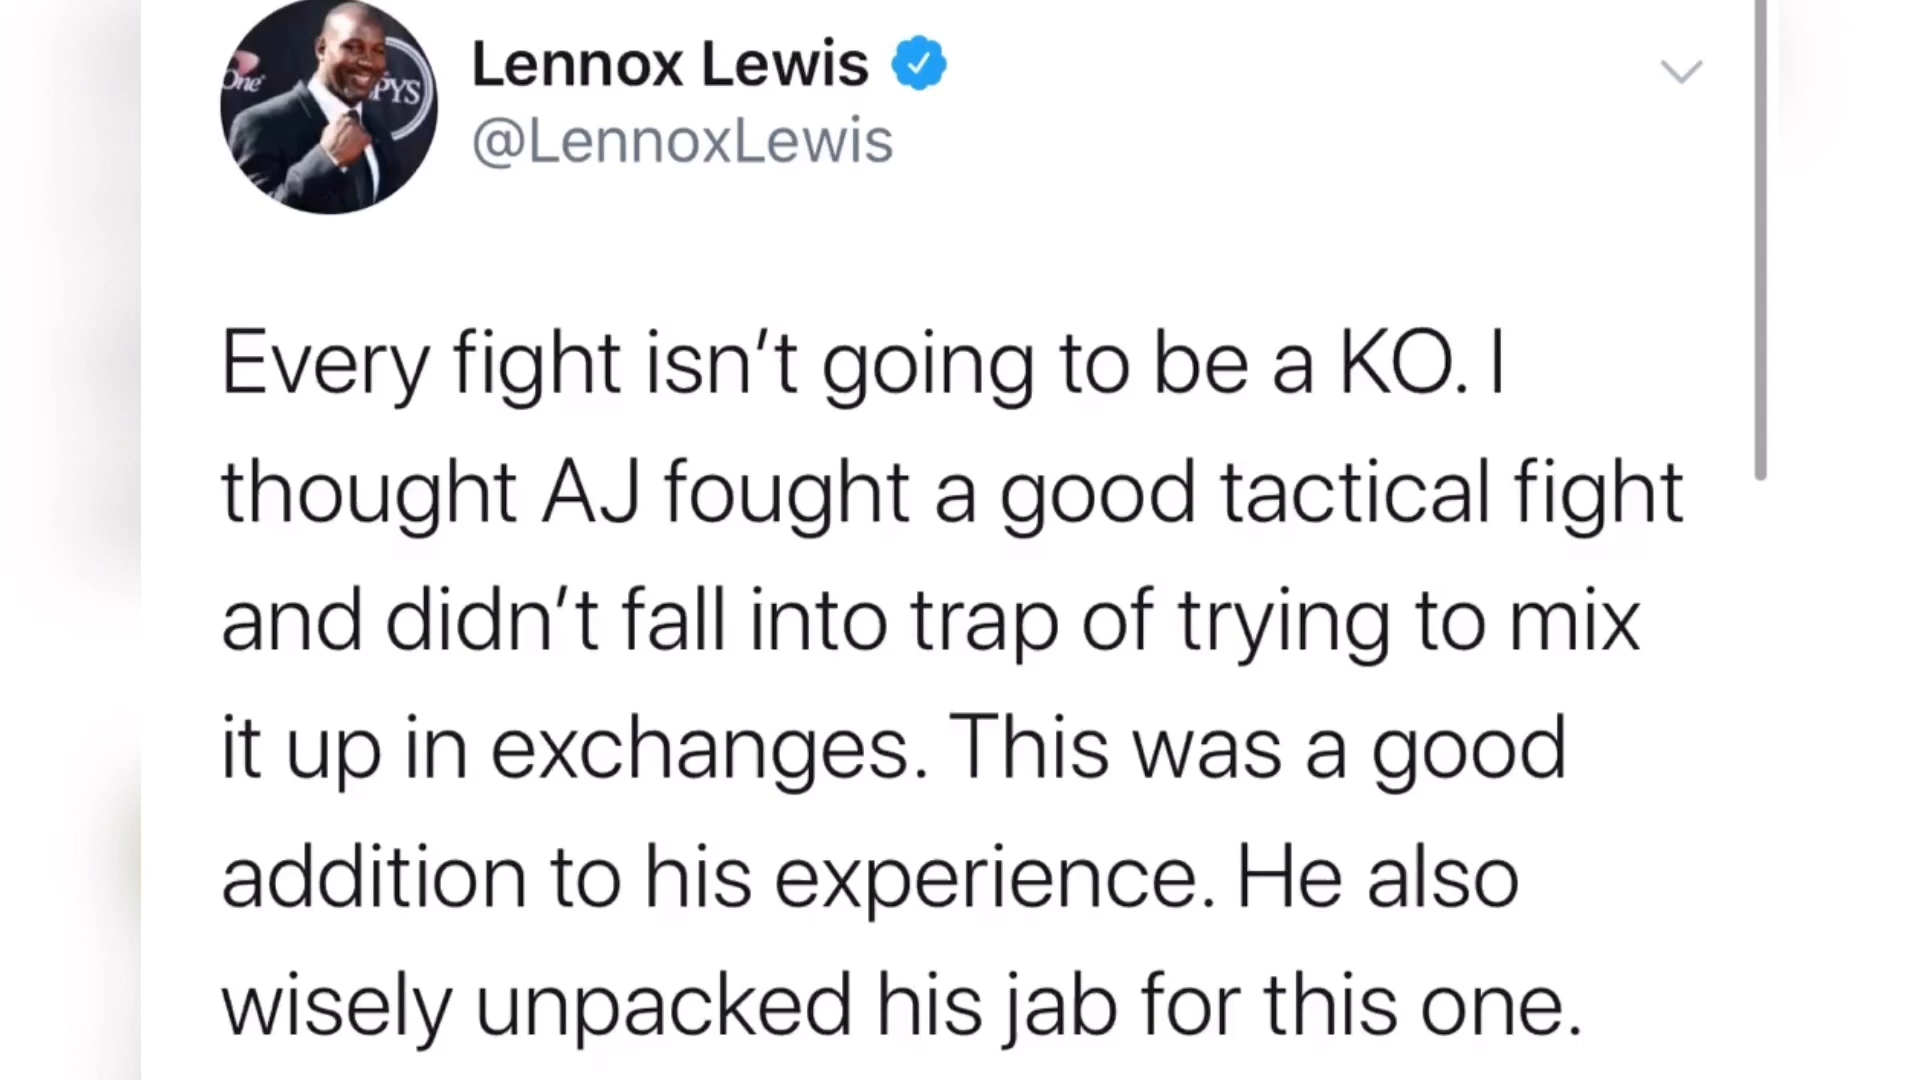 Lennox Lewis
@LennoxLewis
One
PYS
Every fight isn’t going to be a KO. I
thought AJ fought a good tactical fight
and didn’t fall into trap of trying to mix
it up in exchanges. This was a good
addition to his experience. He also
wisely unpacked his jab for this one.